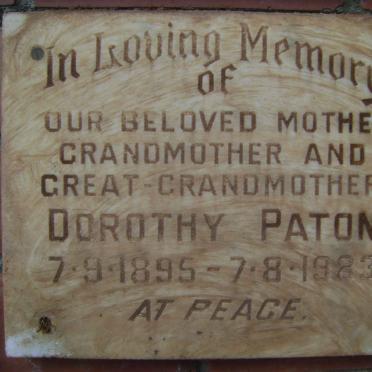 In Loving Memory
of
OUR BELOVED MOTHE
GRANDMOTHER AND
GREAT-GRANDMOTHER
DOROTHY PATON
7·9·1895-7·8·1983
AT PEACE.